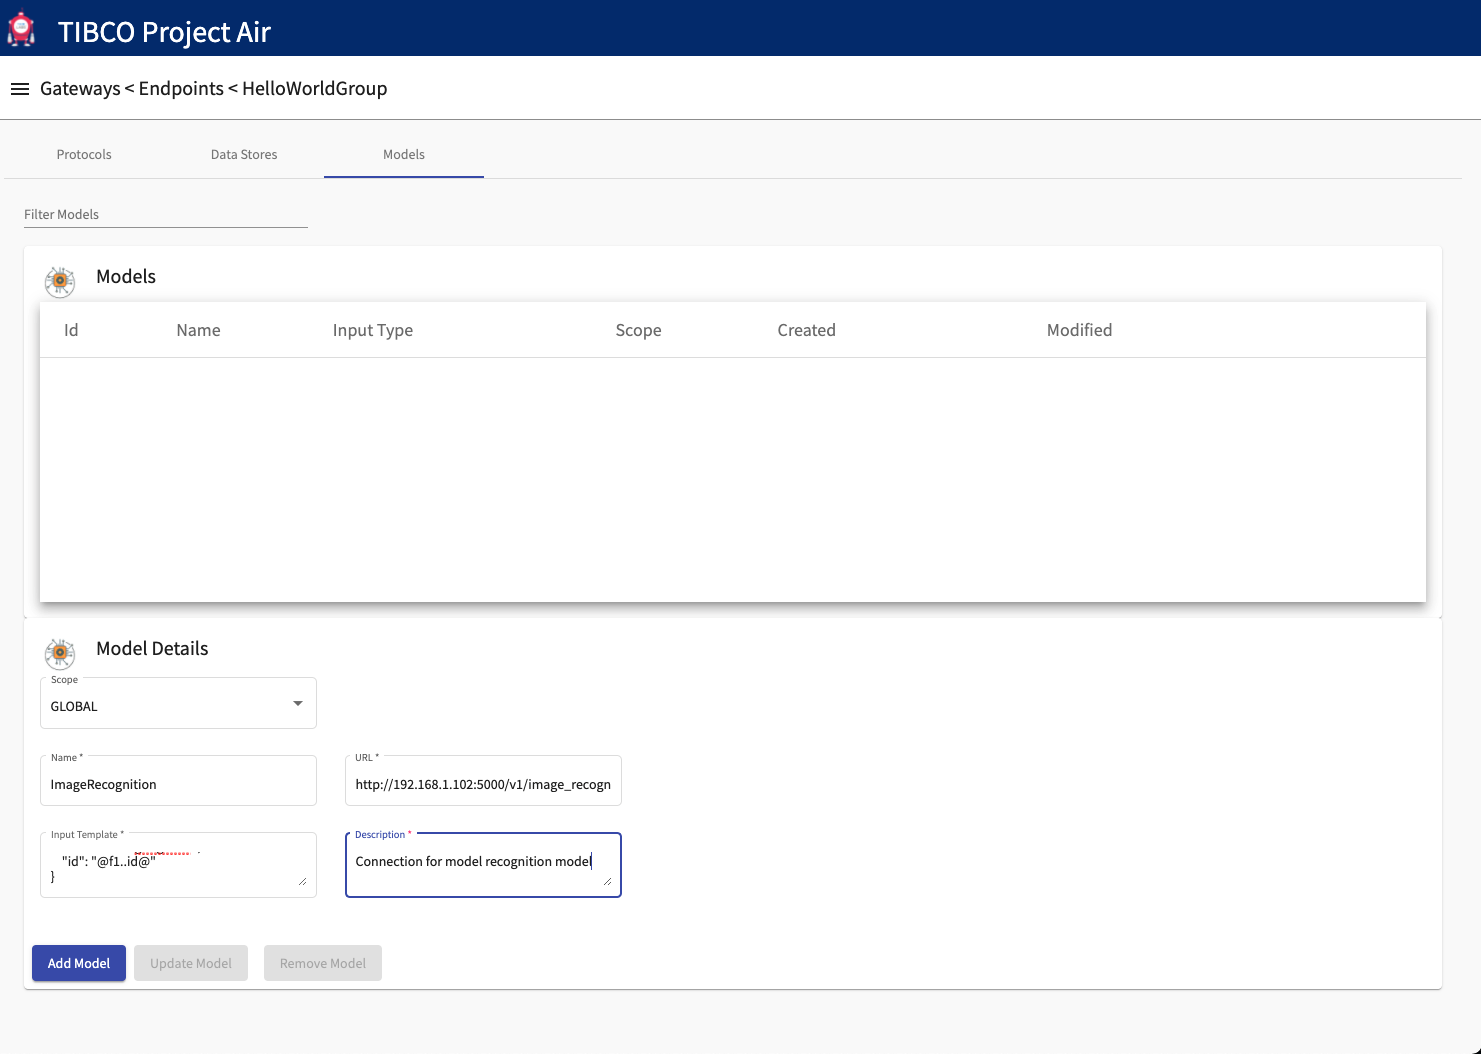 TIBCO Project Air
Gateways < Endpoints < HelloWorldGroup
Protocols Data Stores Models
Filter Models
Models
Id Name Input Type Scope Created Modified
Model Details
Scope
GLOBAL
Name * URL *
ImageRecognition http://192.168.1.102:5000/v1/image_recogn
Input Template * Description *
"id": "@f1..id@" Connection for model recognition model
}
Add Model Update Model Remove Model